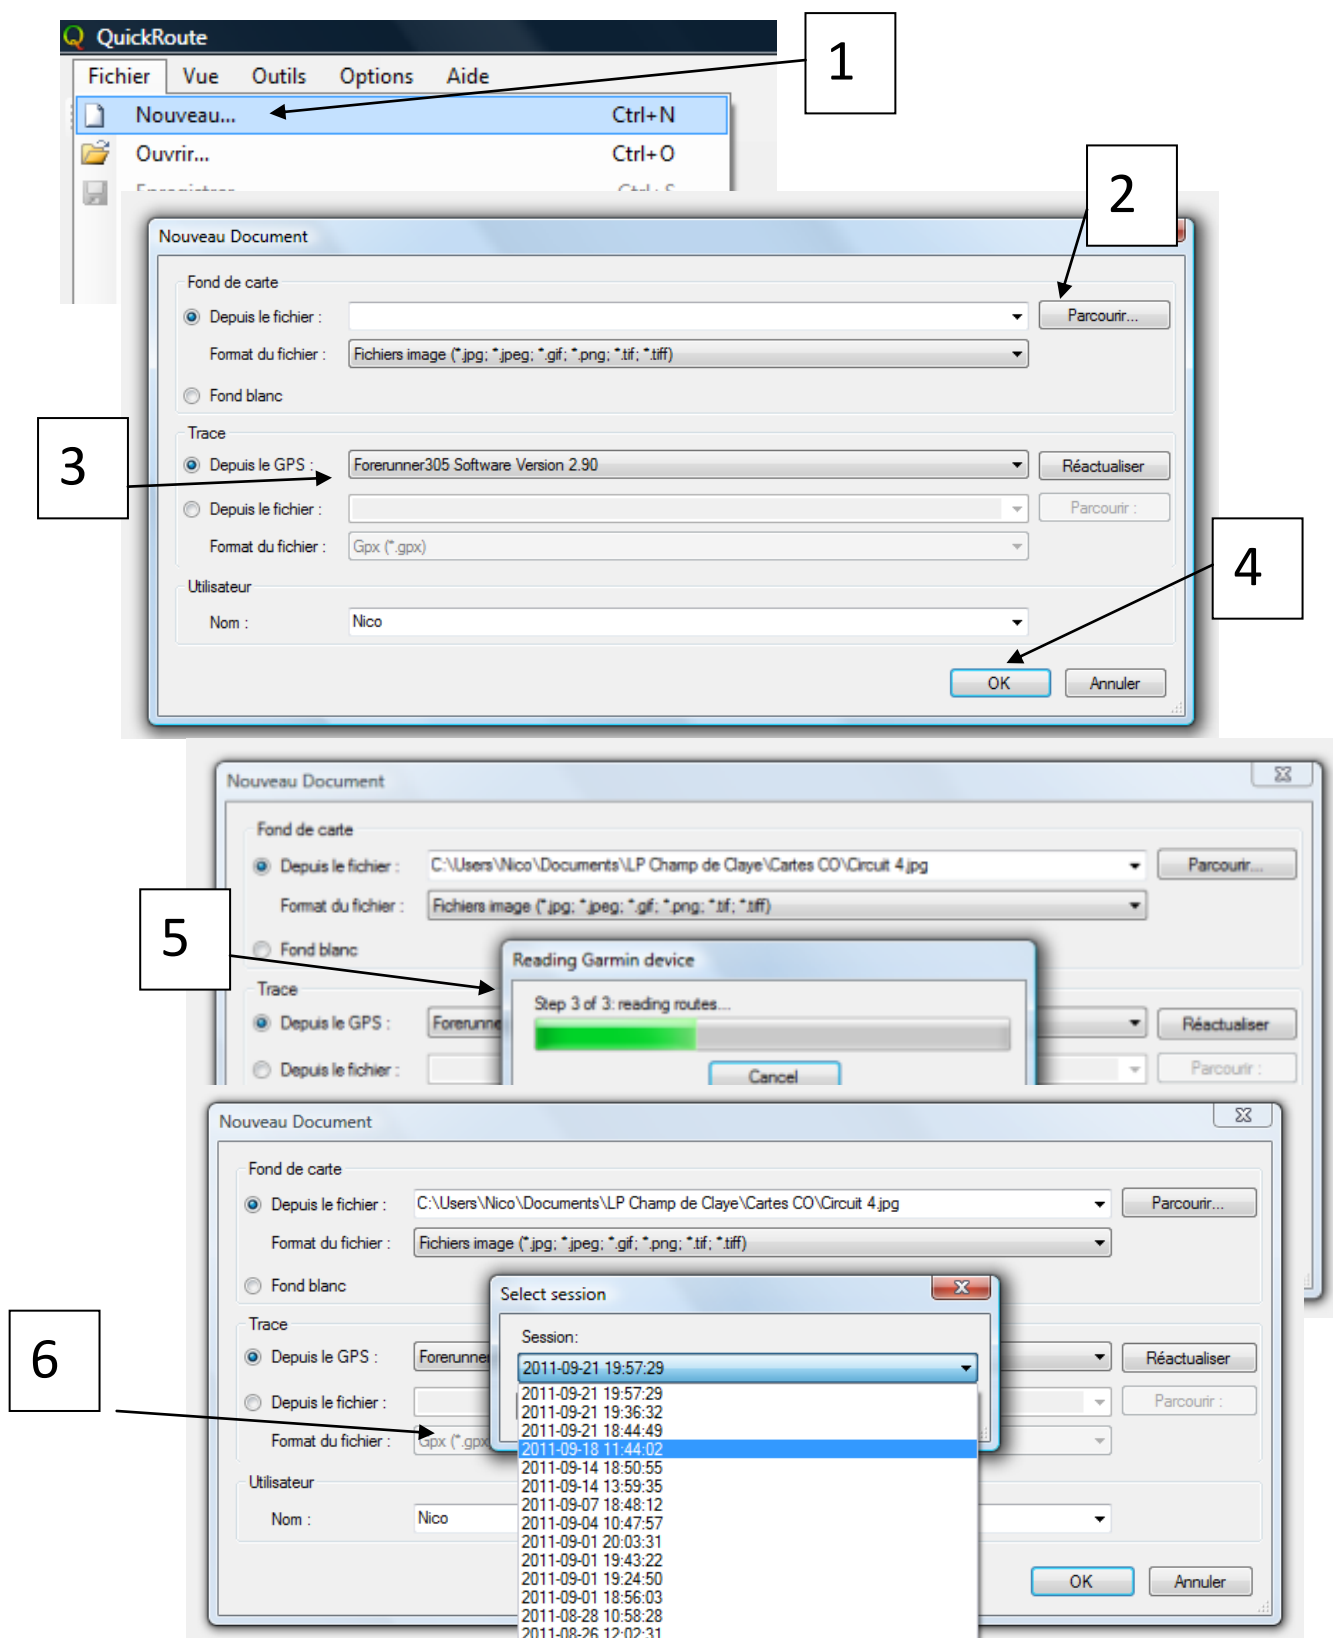 QuickRoute
1
Fichier Vue Outils Options Aide
Nouveau... Ctrl+N
Ouvrir... Ctrl+O
2
Nouveau Document
Fond de carte
Depuis le fichier : Parcourir...
Format du fichier : Fichiers image (*.jpg; *.jpeg; *.gif; *.png; *.tif; *.tiff)
Fond blanc
3
Trace
Depuis le GPS : Forerunner305 Software Version 2.90 Réactualiser
Depuis le fichier : Parcourir :
Format du fichier : Gpx (*.gpx)
4
Utilisateur
Nom : Nico
OK Annuler
Nouveau Document
Fond de carte
Depuis le fichier : C:\Users\Nico\Documents\LP Champ de Claye\Cartes CO\Circuit 4.jpg Parcourir...
Format du fichier : Fichiers image (*.jpg; *.jpeg; *.gif; *.png; *.tif; *.tiff)
5
Fond blanc
Reading Garmin device
Trace
Step 3 of 3: reading routes...
Depuis le GPS : Forerunne Réactualiser
Depuis le fichier : Parcourir :
Cancel
Nouveau Document
Fond de carte
Depuis le fichier : C:\Users\Nico\Documents\LP Champ de Claye\Cartes CO\Circuit 4.jpg Parcourir...
Format du fichier : Fichiers image (*.jpg; *.jpeg; *.gif; *.png; *.tif; *.tiff)
Fond blanc
Select session
6
Trace
Session:
Depuis le GPS : Forerunner Réactualiser
2011-09-21 19:57:29
2011-09-21 19:57:29
Depuis le fichier : Parcourir :
2011-09-21 19:36:32
2011-09-21 18:44:49
Format du fichier : Gpx (*.gpx
2011-09-18 11:44:02
2011-09-14 18:50:55
Utilisateur
2011-09-14 13:59:35
2011-09-07 18:48:12
Nom : Nico
2011-09-04 10:47:57
2011-09-01 20:03:31
2011-09-01 19:43:22
2011-09-01 19:24:50
OK Annuler
2011-09-01 18:56:03
2011-08-28 10:58:28
2011-08-26 12:02:31